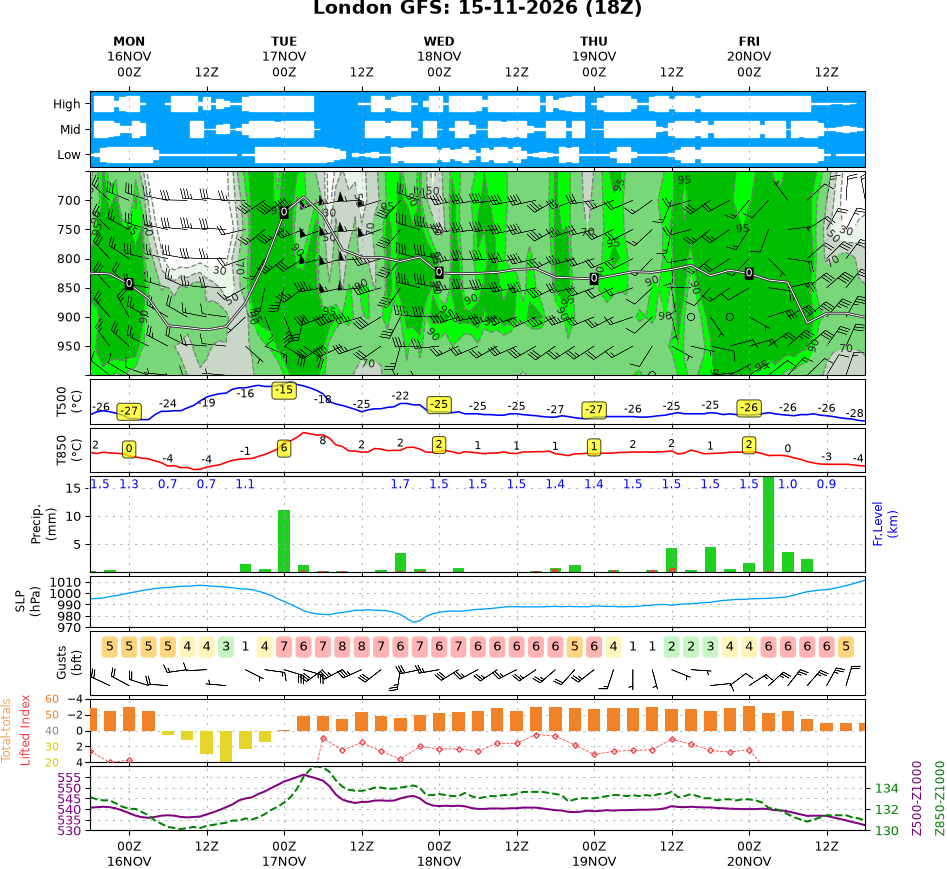 London GFS: 15-11-2026 (18Z)
MON TUE WED THU FRI
16NOV 17NOV 18NOV 19NOV 20NOV
00Z 12Z 00Z 12Z 00Z 12Z 00Z 12Z 00Z 12Z
High
Mid
Low
700
750
800
850
900
950
0 0 0 0 0
T500
(°C)
-26 -27 -24 -19 -16 -15 -18 -25 -22 -25 -25 -25 -27 -27 -26 -25 -25 -26 -26 -26 -28
T850
(°C)
2 0 -4 -4 -1 6 8 2 2 2 1 1 1 1 2 2 1 2 0 -3 -4
Precip.
(mm)
15
10
5
1.5 1.3 0.7 0.7 1.1 1.7 1.5 1.5 1.5 1.4 1.4 1.5 1.5 1.5 1.5 1.0 0.9
Fr.Level
(km)
SLP
(hPa)
1010
1000
990
980
970
Gusts
(bft)
5 5 5 5 4 4 3 1 4 7 6 7 8 8 7 6 7 6 7 6 6 6 6 6 5 6 4 1 1 2 2 3 4 4 6 6 6 6 5
Total-totals
Lifted Index
60 −4
50 −2
40 0
30 2
20 4
555
550
545
540
535
530
134
132
130
Z500-Z1000
Z850-Z1000
00Z 12Z 00Z 12Z 00Z 12Z 00Z 12Z 00Z 12Z
16NOV 17NOV 18NOV 19NOV 20NOV